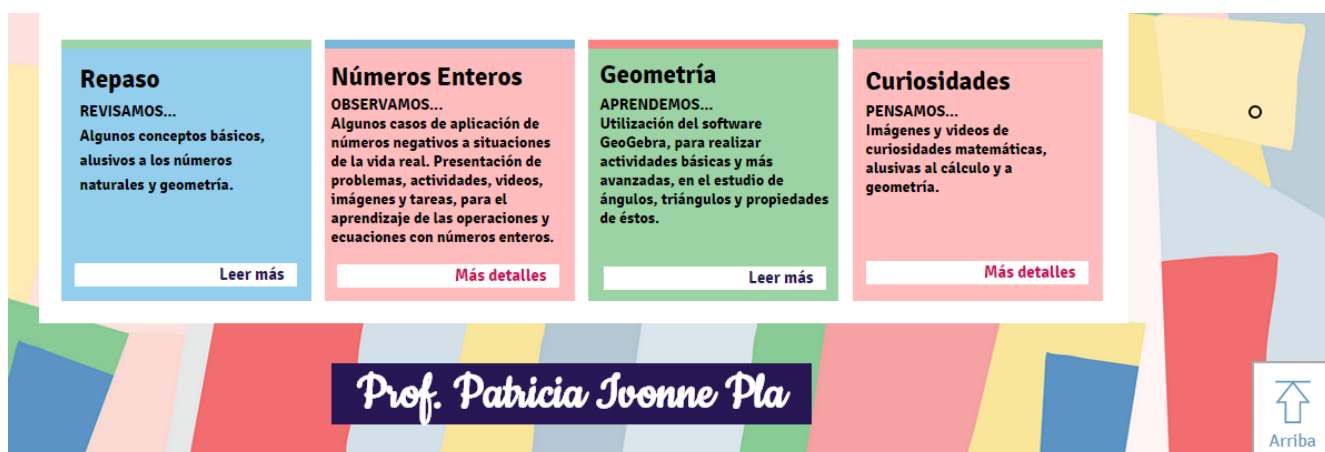 Repaso
REVISAMOS...
Algunos conceptos básicos,
alusivos a los números
naturales y geometría.
Leer más
Números Enteros
OBSERVAMOS...
Algunos casos de aplicación de
números negativos a situaciones
de la vida real. Presentación de
problemas, actividades, videos,
imágenes y tareas, para el
aprendizaje de las operaciones y
ecuaciones con números enteros.
Más detalles
Geometría
APRENDEMOS...
Utilización del software
GeoGebra, para realizar
actividades básicas y más
avanzadas, en el estudio de
ángulos, triángulos y propiedades
de éstos.
Leer más
Curiosidades
PENSAMOS...
Imágenes y videos de
curiosidades matemáticas,
alusivas al cálculo y a
geometría.
Más detalles
Prof. Patricia Ivonne Pla
Arriba